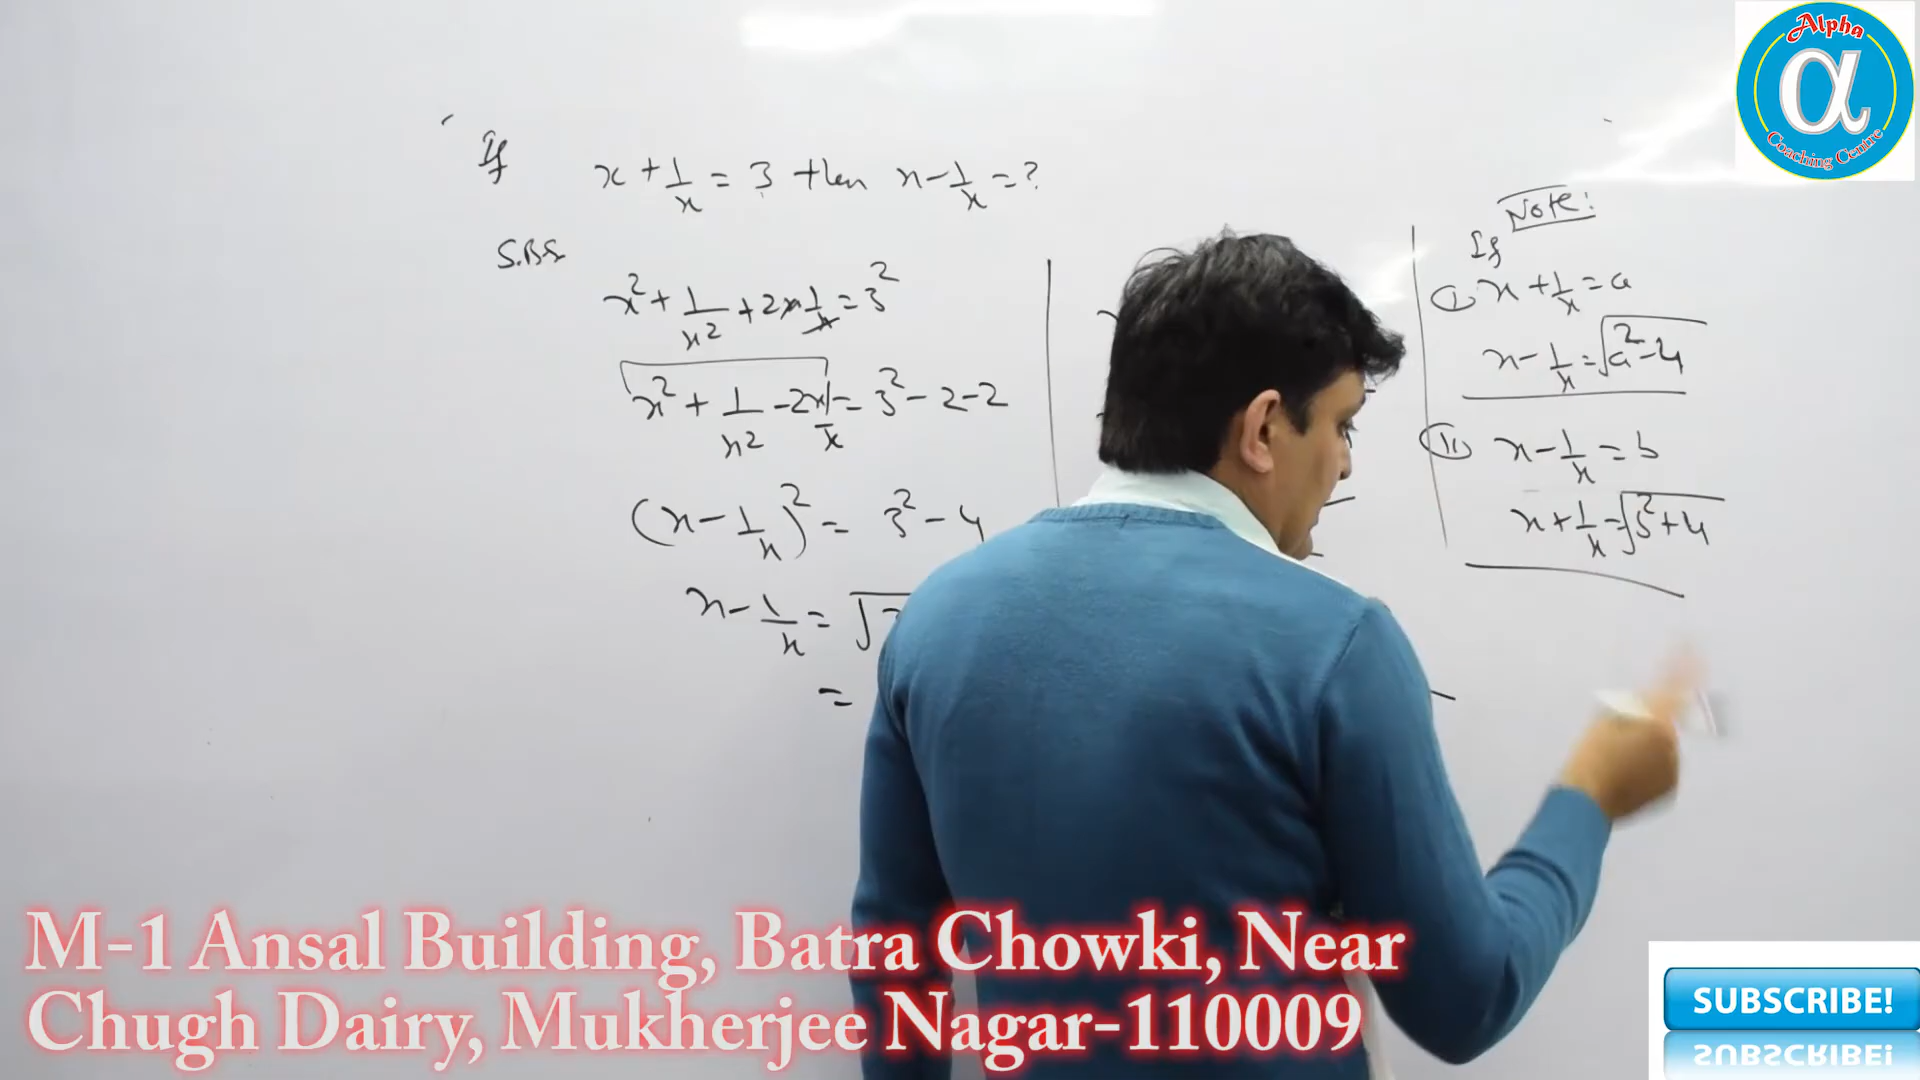 If x + 1/x = 3 then x - 1/x = ?
S.B.S
x² + 1/x² + 2x 1/x = 3²
x² + 1/x² - 2x 1/x = 3² - 2 - 2
(x - 1/x)² = 3² - 4
x - 1/x = √
=
Note:
If
(i) x + 1/x = a
x - 1/x = √a² - 4
(ii) x - 1/x = b
x + 1/x = √b² + 4
Alpha
α
Coaching Centre
M-1 Ansal Building, Batra Chowki, Near
Chugh Dairy, Mukherjee Nagar-110009
SUBSCRIBE!